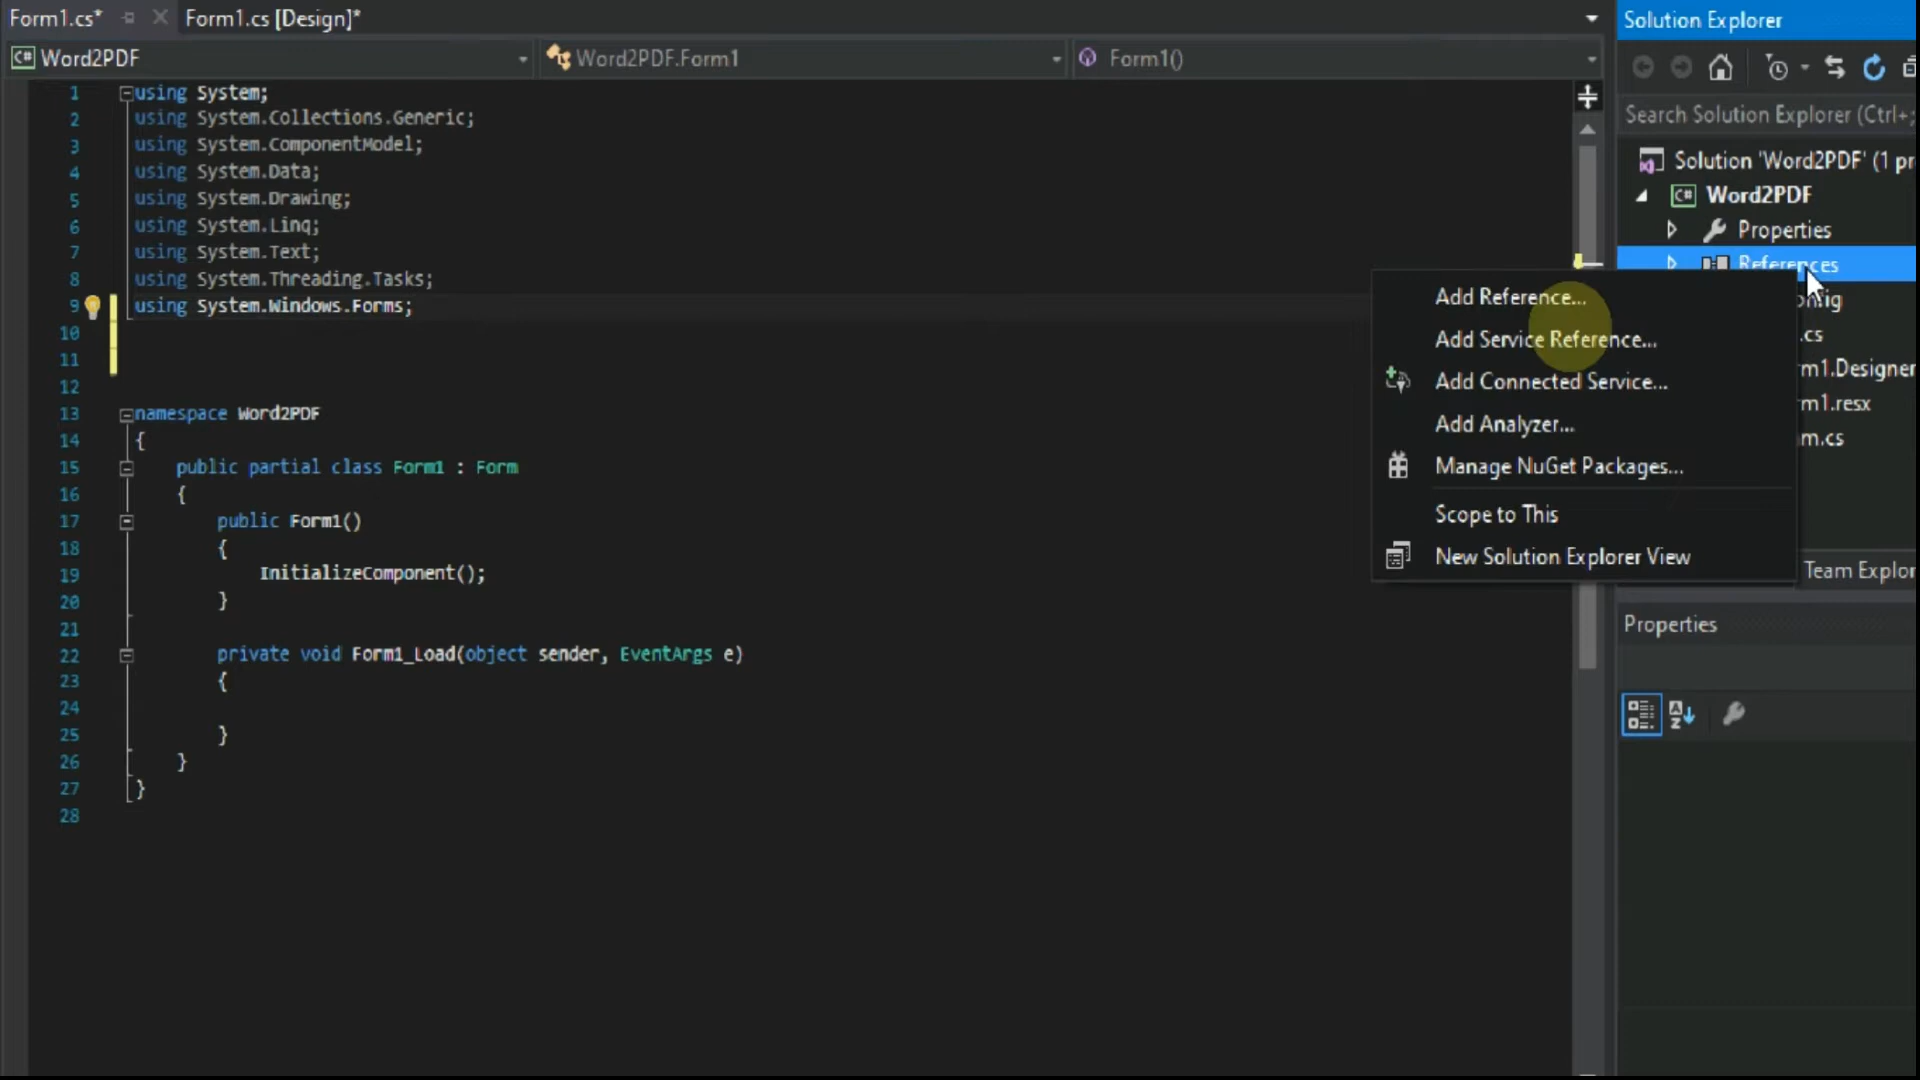 Form1.cs*
Form1.cs [Design]*
Word2PDF
Word2PDF.Form1
Form1()
1 using System;
2 using System.Collections.Generic;
3 using System.ComponentModel;
4 using System.Data;
5 using System.Drawing;
6 using System.Linq;
7 using System.Text;
8 using System.Threading.Tasks;
9 using System.Windows.Forms;
10
11
12
13 namespace Word2PDF
14 {
15 public partial class Form1 : Form
16 {
17 public Form1()
18 {
19 InitializeComponent();
20 }
21
22 private void Form1_Load(object sender, EventArgs e)
23 {
24
25 }
26 }
27 }
28
Solution Explorer
Search Solution Explorer (Ctrl+;
Solution 'Word2PDF' (1 pr
C# Word2PDF
Properties
References
onfig
.cs
rm1.Designer
rm1.resx
m.cs
Add Reference...
Add Service Reference...
Add Connected Service...
Add Analyzer...
Manage NuGet Packages...
Scope to This
New Solution Explorer View
Team Explor
Properties